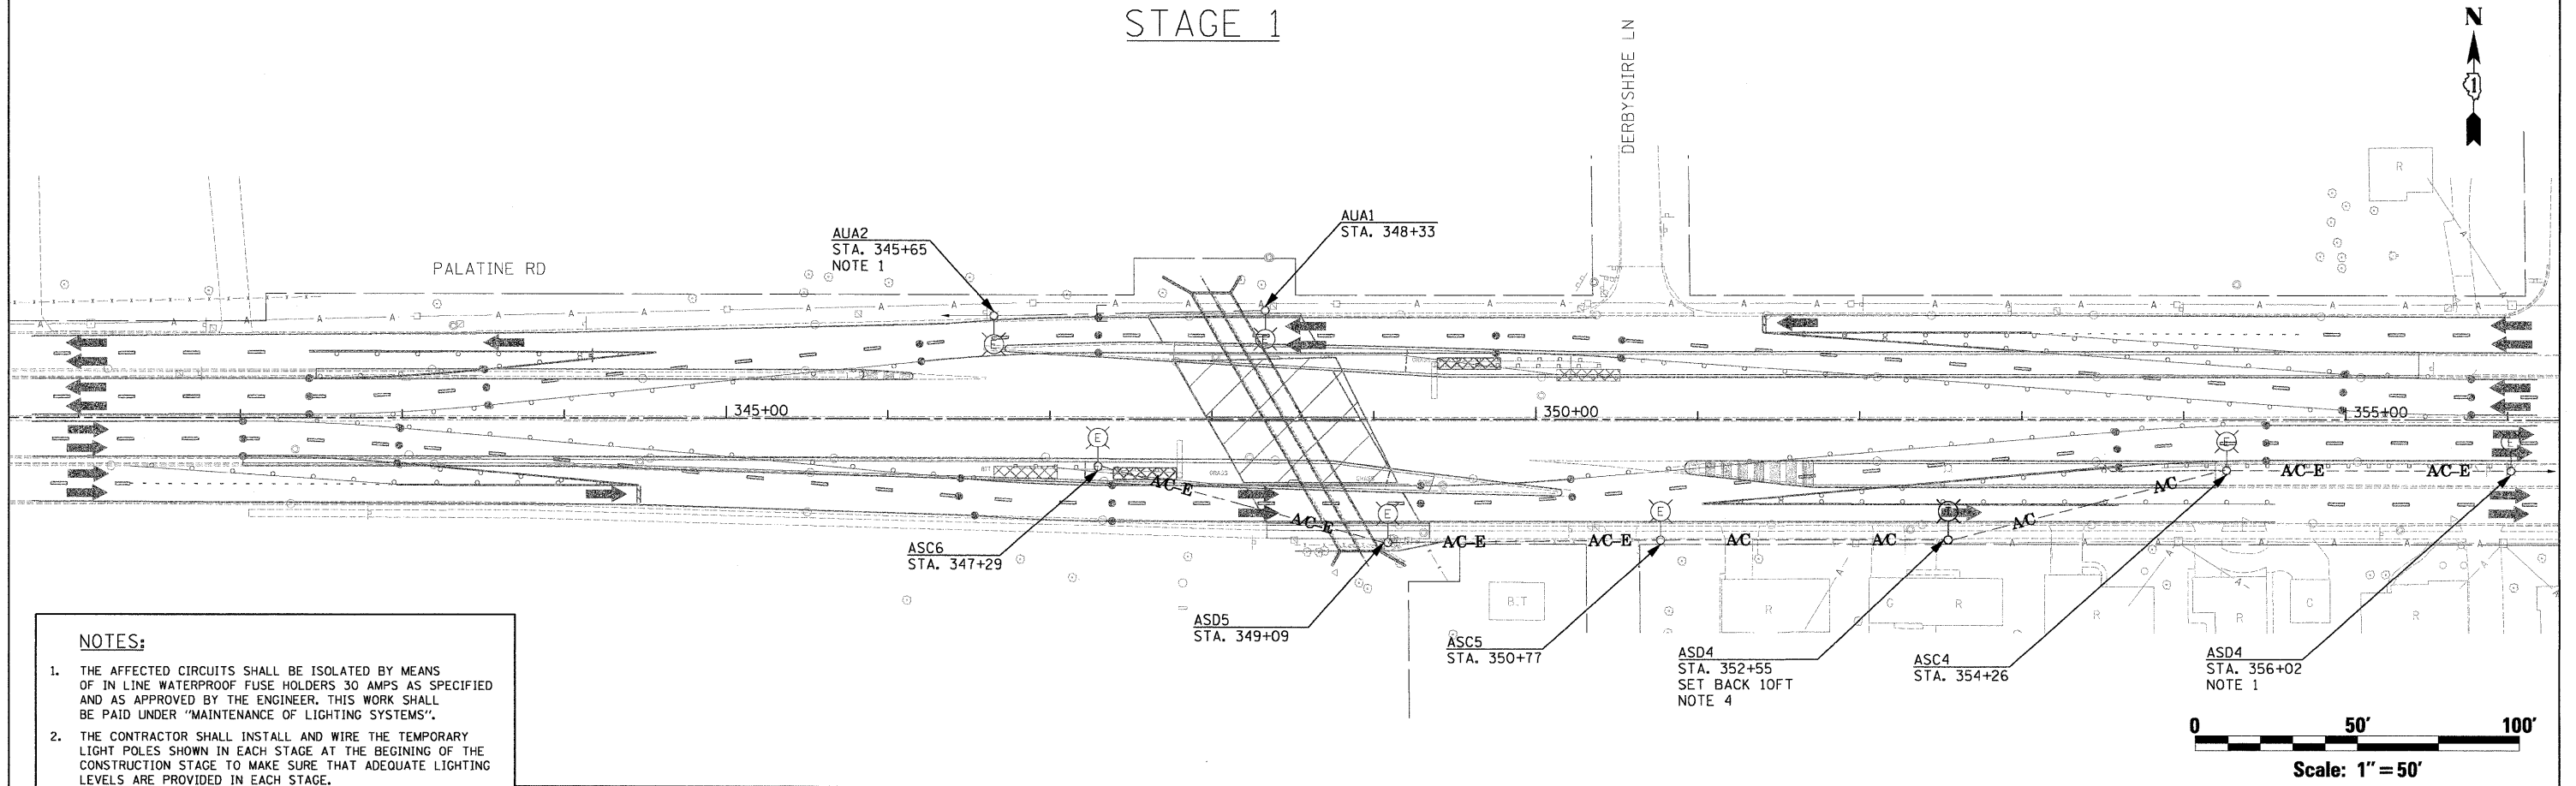 STAGE 1
DERBYSHIRE LN
N
1
R
AUA1
STA. 348+33
AUA2
STA. 345+65
NOTE 1
PALATINE RD
A A A A A A A A A A A A
E E
345+00
350+00
355+00
E E E
BIT
GRASS
A/C-E A/C-E
A/C-E A/C-E
A/C
E E
A/C
A/C-E A/C-E A/C A/C
ASC6
STA. 347+29
B.T
R
G
R
R
R
G
R
ASD5
STA. 349+09
ASC5
STA. 350+77
ASD4
STA. 352+55
SET BACK 10FT
NOTE 4
ASC4
STA. 354+26
ASD4
STA. 356+02
NOTE 1
NOTES:
1. THE AFFECTED CIRCUITS SHALL BE ISOLATED BY MEANS
OF IN LINE WATERPROOF FUSE HOLDERS 30 AMPS AS SPECIFIED
AND AS APPROVED BY THE ENGINEER. THIS WORK SHALL
BE PAID UNDER "MAINTENANCE OF LIGHTING SYSTEMS".
2. THE CONTRACTOR SHALL INSTALL AND WIRE THE TEMPORARY
LIGHT POLES SHOWN IN EACH STAGE AT THE BEGINING OF THE
CONSTRUCTION STAGE TO MAKE SURE THAT ADEQUATE LIGHTING
LEVELS ARE PROVIDED IN EACH STAGE.
0 50' 100'
Scale: 1" = 50'